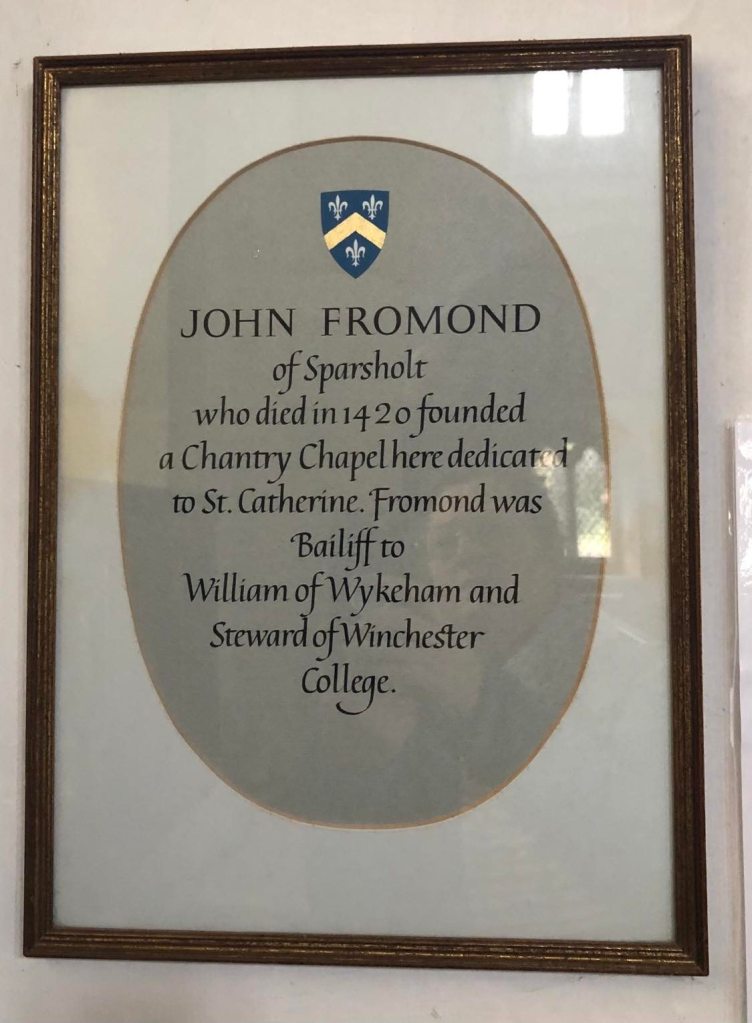 JOHN FROMOND
of Sparsholt
who died in 1420 founded
a Chantry Chapel here dedicated
to St. Catherine. Fromond was
Bailiff to
William of Wykeham and
Steward of Winchester
College.